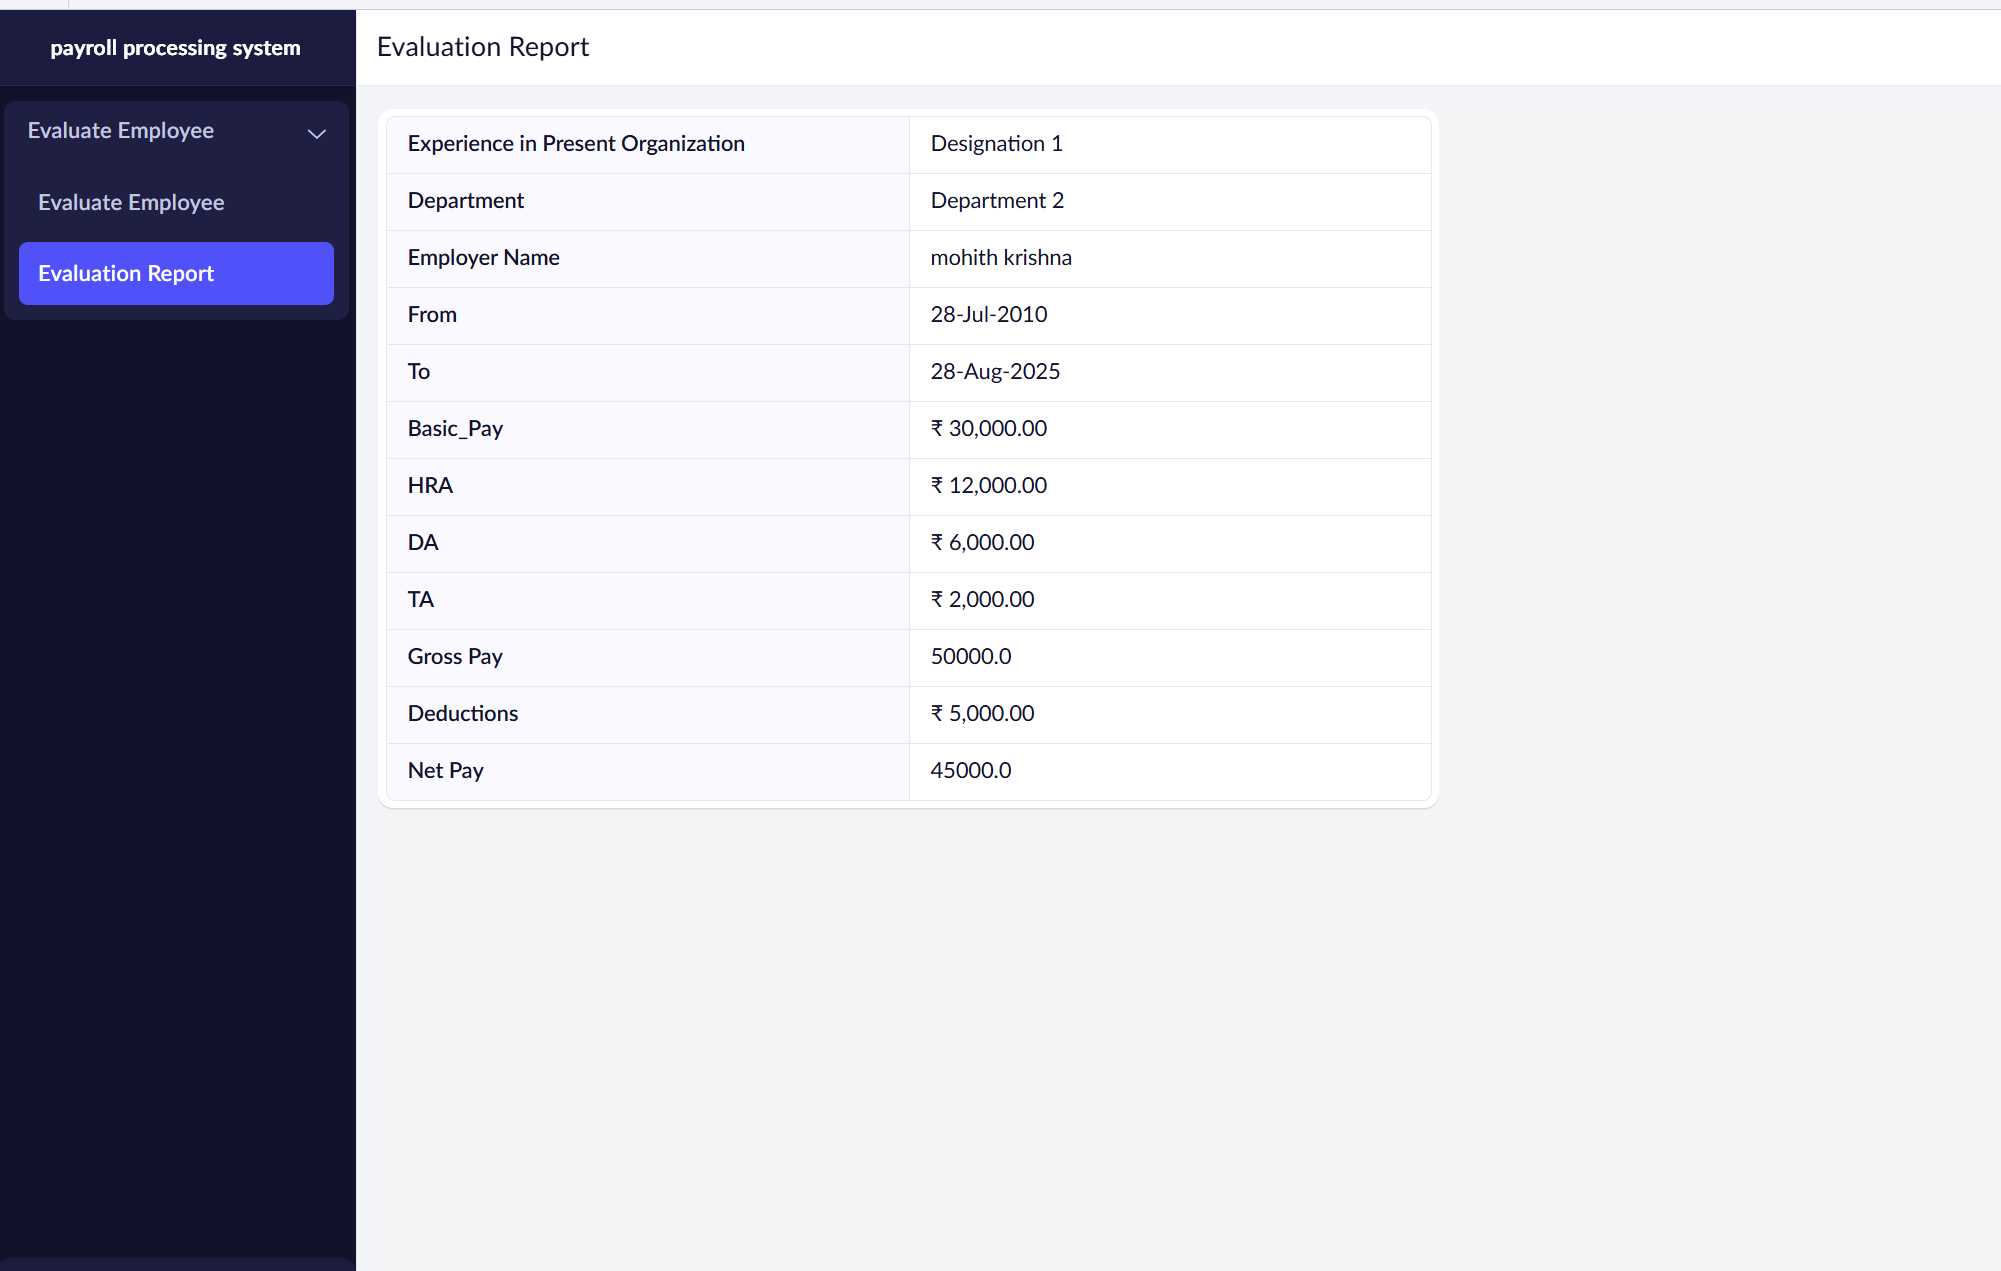 payroll processing system
Evaluate Employee
Evaluate Employee
Evaluation Report
Evaluation Report
Experience in Present Organization Designation 1
Department Department 2
Employer Name mohith krishna
From 28-Jul-2010
To 28-Aug-2025
Basic_Pay ₹ 30,000.00
HRA ₹ 12,000.00
DA ₹ 6,000.00
TA ₹ 2,000.00
Gross Pay 50000.0
Deductions ₹ 5,000.00
Net Pay 45000.0